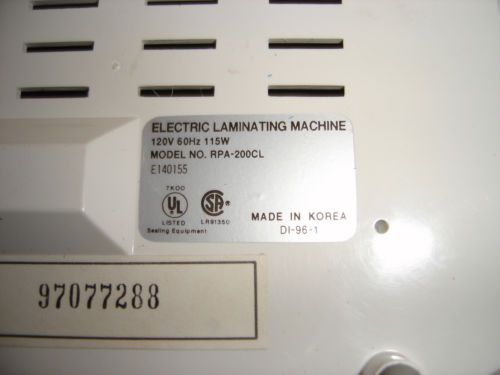 ELECTRIC LAMINATING MACHINE
120V 60Hz 115W
MODEL NO. RPA-200CL
E140155
7K00
UL
SA
LISTED LR91350
Sealing Equipment
MADE IN KOREA
DI-96-1
97077288